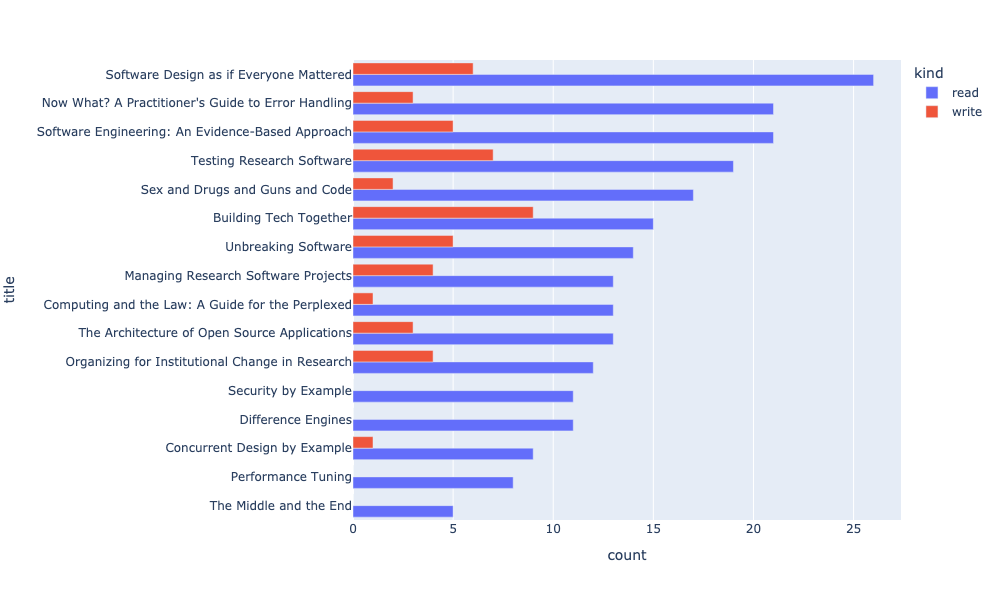 kind
read
write
Software Design as if Everyone Mattered
Now What? A Practitioner's Guide to Error Handling
Software Engineering: An Evidence-Based Approach
Testing Research Software
Sex and Drugs and Guns and Code
Building Tech Together
Unbreaking Software
Managing Research Software Projects
Computing and the Law: A Guide for the Perplexed
The Architecture of Open Source Applications
Organizing for Institutional Change in Research
Security by Example
Difference Engines
Concurrent Design by Example
Performance Tuning
The Middle and the End
title
0 5 10 15 20 25
count